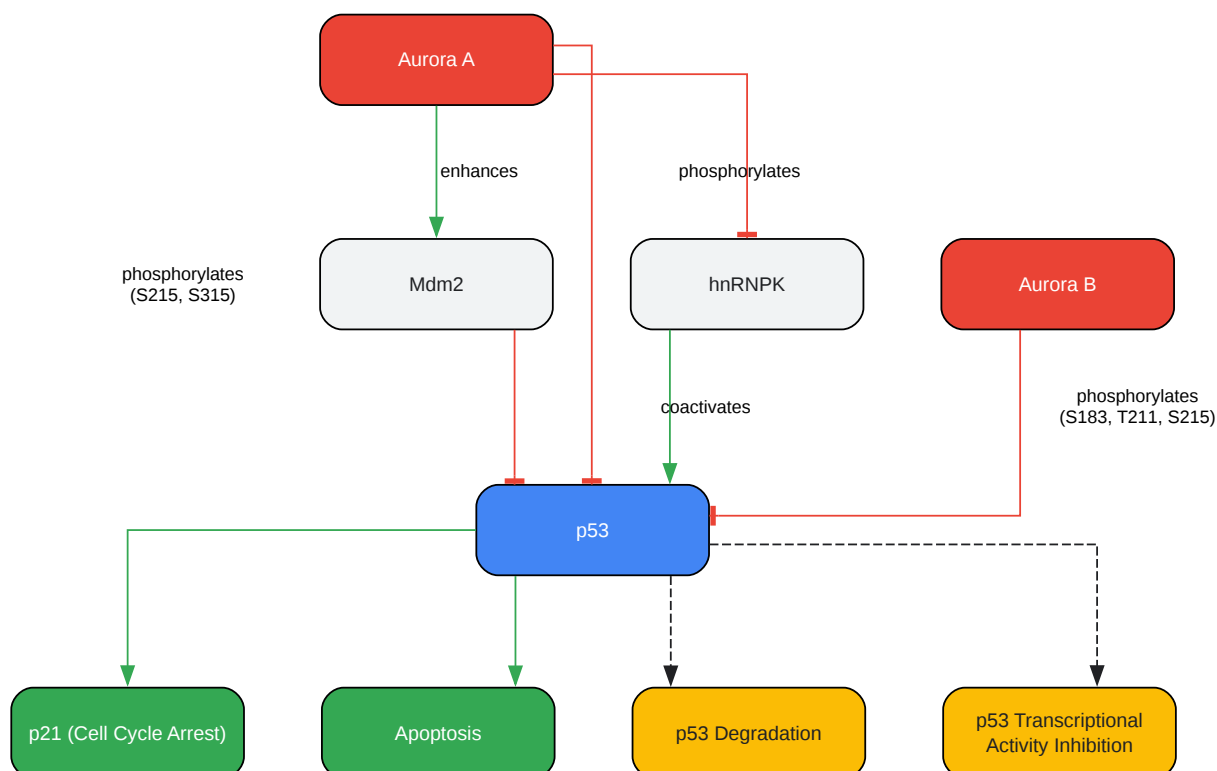 Aurora A
enhances
phosphorylates
phosphorylates
(S215, S315)
Mdm2
hnRNPK
Aurora B
coactivates
phosphorylates
(S183, T211, S215)
p53
p21 (Cell Cycle Arrest)
Apoptosis
p53 Degradation
p53 Transcriptional
Activity Inhibition